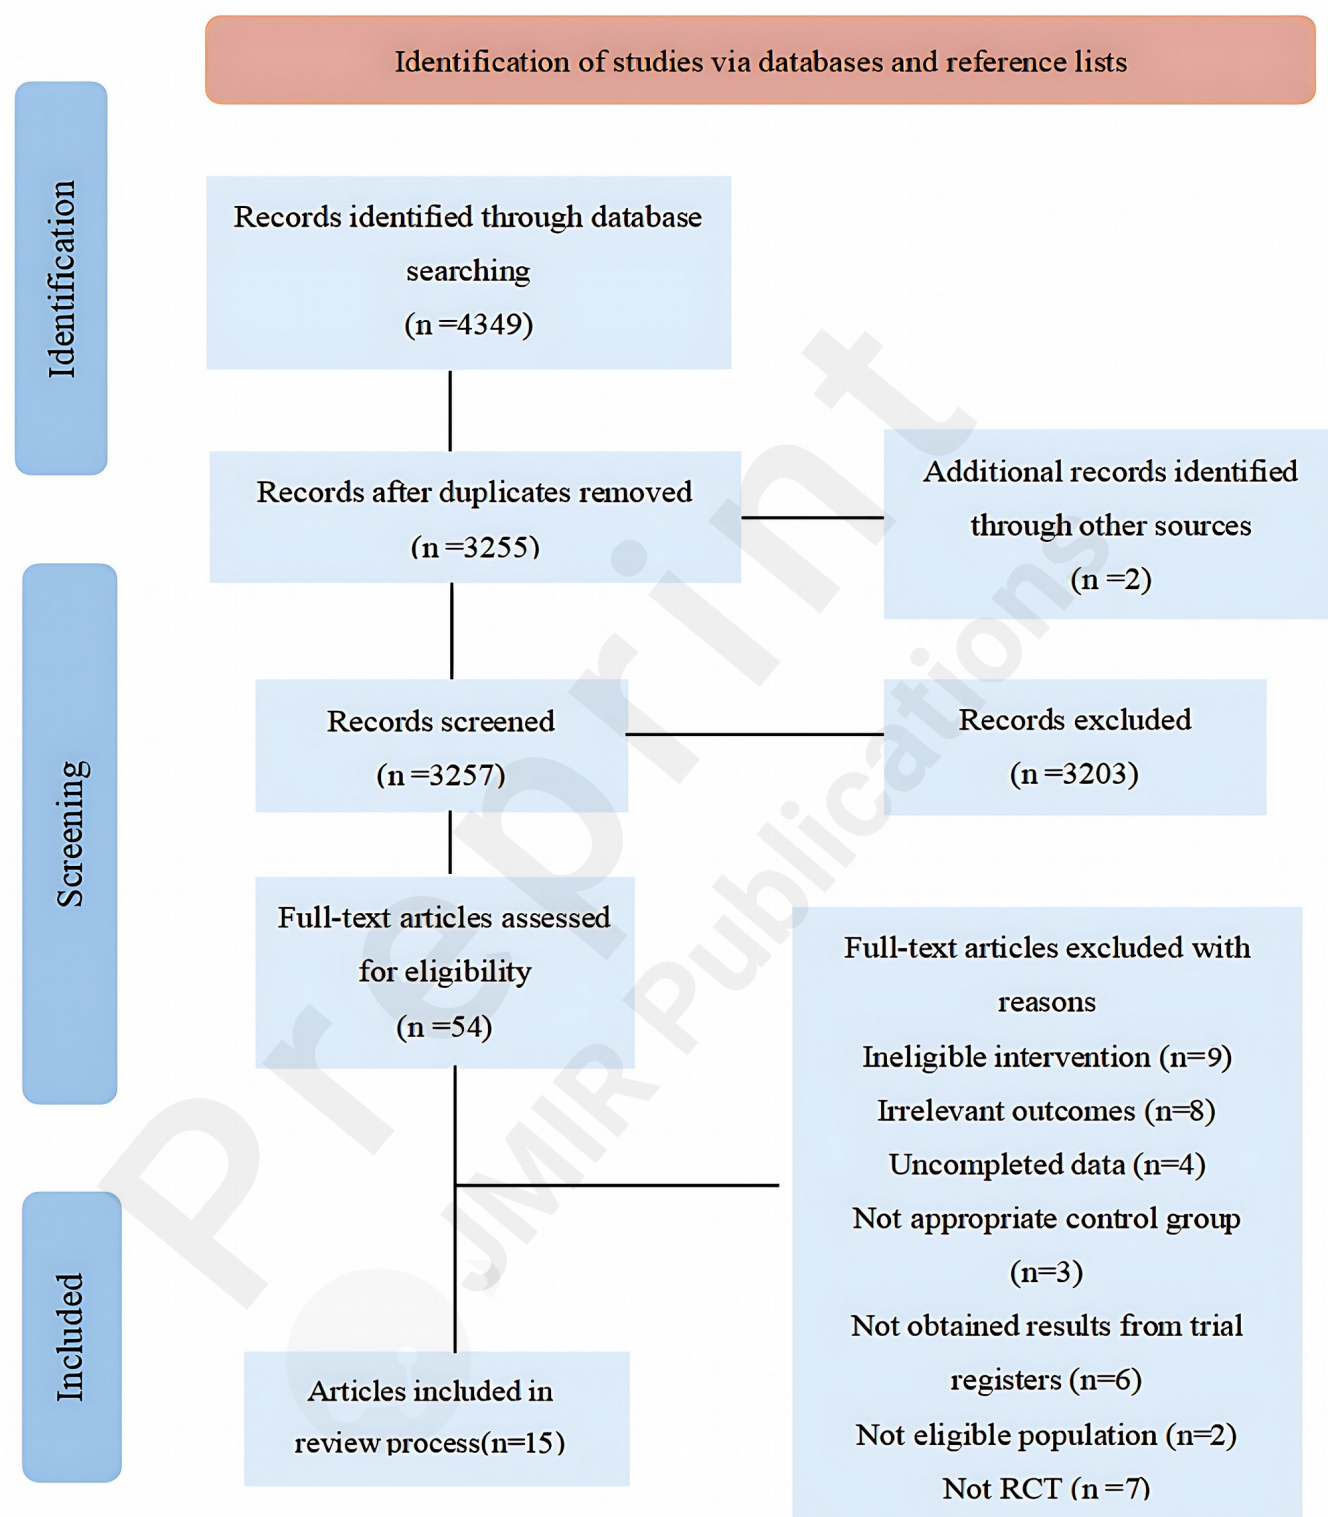 Identification of studies via databases and reference lists
Identification
Records identified through database
searching
(n =4349)
Records after duplicates removed
(n =3255)
Additional records identified
through other sources
(n =2)
Screening
Records screened
(n =3257)
Records excluded
(n =3203)
Full-text articles assessed
for eligibility
(n =54)
Full-text articles excluded with
reasons
Ineligible intervention (n=9)
Irrelevant outcomes (n=8)
Uncompleted data (n=4)
Not appropriate control group
(n=3)
Not obtained results from trial
registers (n=6)
Not eligible population (n=2)
Not RCT (n =7)
Included
Articles included in
review process(n=15)
Preprint
JMIR Publications